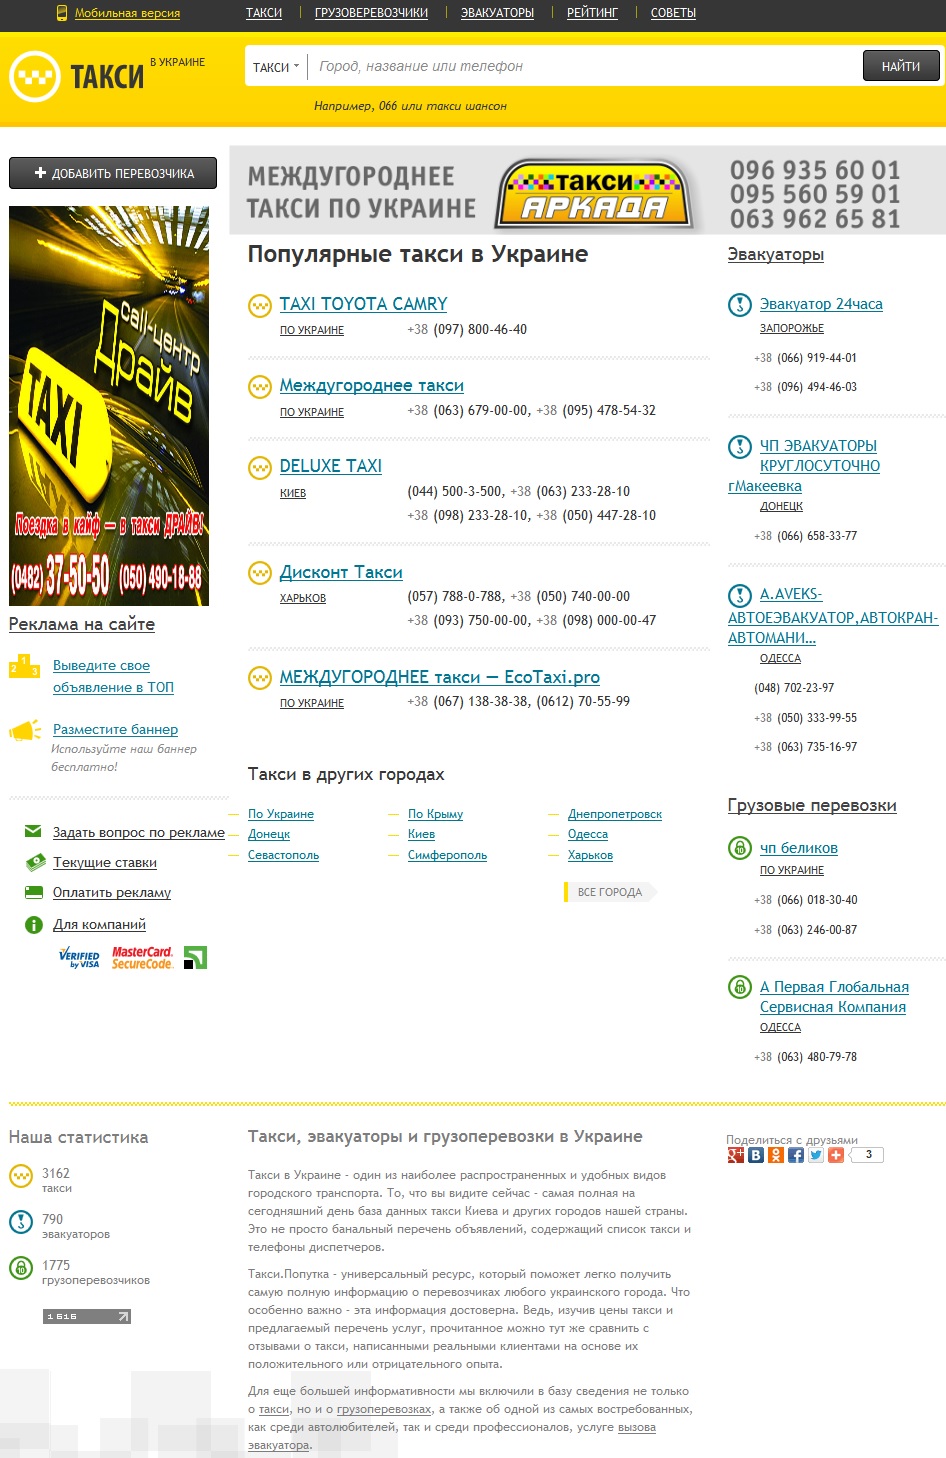 Мобильная версия
ТАКСИ
ГРУЗОВЕРЕВОЗЧИКИ
ЭВАКУАТОРЫ
РЕЙТИНГ
СОВЕТЫ
ТАКСИ
В УКРАИНЕ
ТАКСИ
Город, название или телефон
НАЙТИ
Например, 066 или такси шансон
ДОБАВИТЬ ПЕРЕВОЗЧИКА
call-центр
Драйв
TAXI
Поездка в кайф — в такси ДРАЙВ!
(0482) 37-50-50 (050) 490-18-88
Реклама на сайте
2 1 3
Выведите свое
объявление в ТОП
Разместите баннер
Используйте наш баннер
бесплатно!
Задать вопрос по рекламе
Текущие ставки
Оплатить рекламу
Для компаний
VERIFIED
by VISA
MasterCard.
SecureCode.
МЕЖДУГОРОДНЕЕ
ТАКСИ ПО УКРАИНЕ
такси
АРКАДА
096 935 60 01
095 560 59 01
063 962 65 81
Популярные такси в Украине
TAXI TOYOTA CAMRY
ПО УКРАИНЕ
+38 (097) 800-46-40
Междугороднее такси
ПО УКРАИНЕ
+38 (063) 679-00-00, +38 (095) 478-54-32
DELUXE TAXI
КИЕВ
(044) 500-3-500, +38 (063) 233-28-10
+38 (098) 233-28-10, +38 (050) 447-28-10
Дисконт Такси
ХАРЬКОВ
(057) 788-0-788, +38 (050) 740-00-00
+38 (093) 750-00-00, +38 (098) 000-00-47
МЕЖДУГОРОДНЕЕ такси — EcoTaxi.pro
ПО УКРАИНЕ
+38 (067) 138-38-38, (0612) 70-55-99
Такси в других городах
По Украине
По Крыму
Днепропетровск
Донецк
Киев
Одесса
Севастополь
Симферополь
Харьков
ВСЕ ГОРОДА
Эвакуаторы
Эвакуатор 24часа
ЗАПОРОЖЬЕ
+38 (066) 919-44-01
+38 (096) 494-46-03
ЧП ЭВАКУАТОРЫ
КРУГЛОСУТОЧНО
гМакеевка
ДОНЕЦК
+38 (066) 658-33-77
A.AVEKS-
АВТОЕЭВАКУАТОР,АВТОКРАН-
АВТОМАНИ...
ОДЕССА
(048) 702-23-97
+38 (050) 333-99-55
+38 (063) 735-16-97
Грузовые перевозки
чп беликов
ПО УКРАИНЕ
+38 (066) 018-30-40
+38 (063) 246-00-87
А Первая Глобальная
Сервисная Компания
ОДЕССА
+38 (063) 480-79-78
Наша статистика
3162
такси
790
эвакуаторов
1775
грузоперевозчиков
1616
Такси, эвакуаторы и грузоперевозки в Украине
Такси в Украине - один из наиболее распространенных и удобных видов
городского транспорта. То, что вы видите сейчас - самая полная на
сегодняшний день база данных такси Киева и других городов нашей страны.
Это не просто банальный перечень объявлений, содержащий список такси и
телефоны диспетчеров.
Такси.Попутка - универсальный ресурс, который поможет легко получить
самую полную информацию о перевозчиках любого украинского города. Что
особенно важно - эта информация достоверна. Ведь, изучив цены такси и
предлагаемый перечень услуг, прочитанное можно тут же сравнить с
отзывами о такси, написанными реальными клиентами на основе их
положительного или отрицательного опыта.
Для еще большей информативности мы включили в базу сведения не только
о такси, но и о грузоперевозках, а также об одной из самых востребованных,
как среди автолюбителей, так и среди профессионалов, услуге вызова
эвакуатора.
Поделиться с друзьями
3